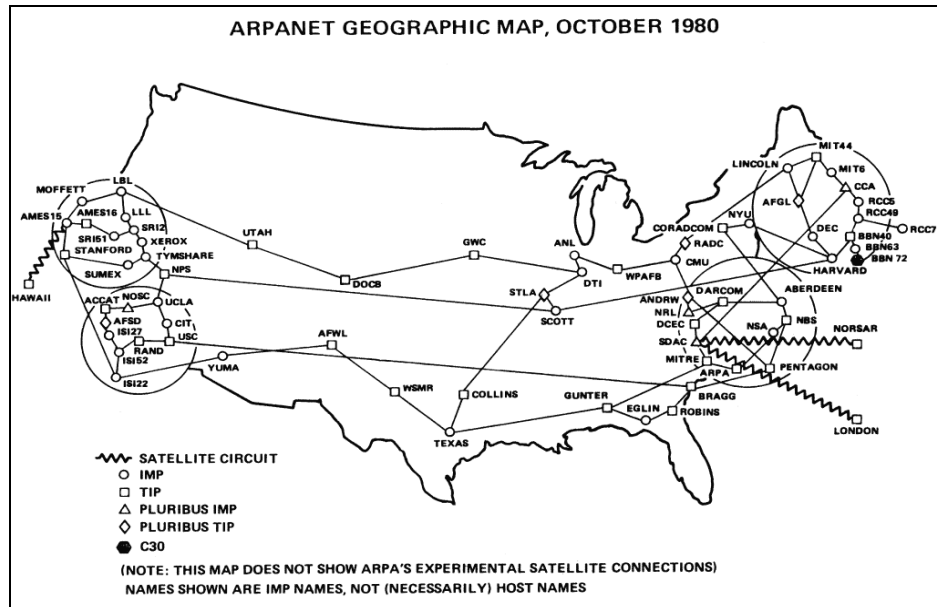 ARPANET GEOGRAPHIC MAP, OCTOBER 1980
MIT44
LINCOLN
MIT6
CCA
AFGL
RCC5
RCC49
RCC7
DEC
BBN40
BBN63
BBN 72
HARVARD
NYU
CORADCOM
RADC
CMU
LBL
MOFFETT
LLL
AMES15
AMES16
SRI2
SRI51
XEROX
STANFORD
TYMSHARE
SUMEX
NPS
HAWAII
UTAH
GWC
DOCB
ANL
WPAFB
DTI
STLA
SCOTT
ANDRW
DARCOM
ABERDEEN
NRL
DCEC
NSA
NBS
SDAC
NORSAR
MITRE
ARPA
PENTAGON
BRAGG
LONDON
ACCAT
NOSC
UCLA
AFSD
CIT
ISI27
USC
RAND
ISI52
ISI22
YUMA
AFWL
WSMR
COLLINS
TEXAS
GUNTER
EGLIN
ROBINS
SATELLITE CIRCUIT
IMP
TIP
PLURIBUS IMP
PLURIBUS TIP
C30
(NOTE: THIS MAP DOES NOT SHOW ARPA'S EXPERIMENTAL SATELLITE CONNECTIONS)
NAMES SHOWN ARE IMP NAMES, NOT (NECESSARILY) HOST NAMES